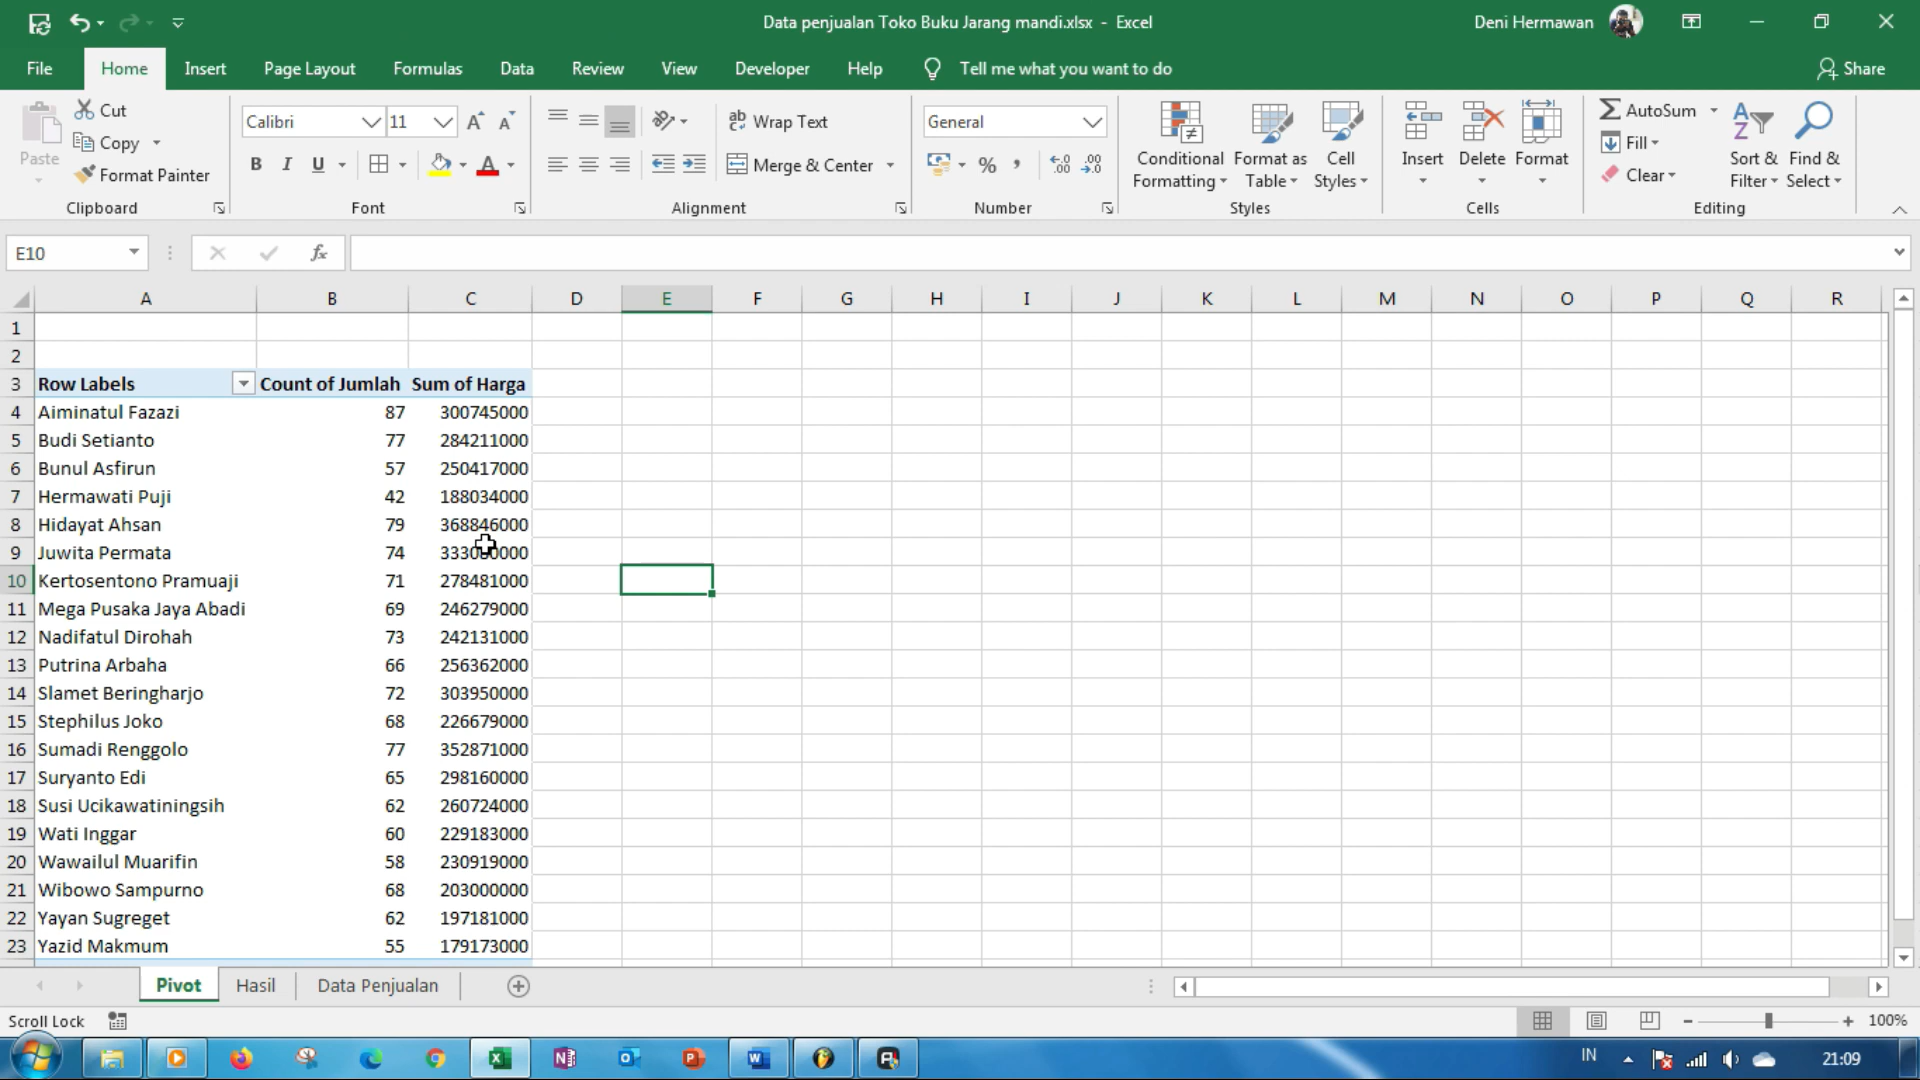 Data penjualan Toko Buku Jarang mandi.xlsx - Excel
Deni Hermawan
File Home Insert Page Layout Formulas Data Review View Developer Help Tell me what you want to do Share
Paste
Cut
Copy
Format Painter
Clipboard
Calibri 11
B I U
Font
Wrap Text
Merge & Center
Alignment
General
%
Number
Conditional Formatting
Format as Table
Cell Styles
Styles
Insert
Delete
Format
Cells
AutoSum
Fill
Clear
Sort & Filter
Find & Select
Editing
E10
fx
A B C D E F G H I J K L M N O P Q R
1
2
3 Row Labels Count of Jumlah Sum of Harga
4 Aiminatul Fazazi 87 300745000
5 Budi Setianto 77 284211000
6 Bunul Asfirun 57 250417000
7 Hermawati Puji 42 188034000
8 Hidayat Ahsan 79 368846000
9 Juwita Permata 74
10 Kertosentono Pramuaji 71 278481000
11 Mega Pusaka Jaya Abadi 69 246279000
12 Nadifatul Dirohah 73 242131000
13 Putrina Arbaha 66 256362000
14 Slamet Beringharjo 72 303950000
15 Stephilus Joko 68 226679000
16 Sumadi Renggolo 77 352871000
17 Suryanto Edi 65 298160000
18 Susi Ucikawatiningsih 62 260724000
19 Wati Inggar 60 229183000
20 Wawailul Muarifin 58 230919000
21 Wibowo Sampurno 68 203000000
22 Yayan Sugreget 62 197181000
23 Yazid Makmum 55 179173000
Pivot Hasil Data Penjualan
Scroll Lock
100%
IN
21:09